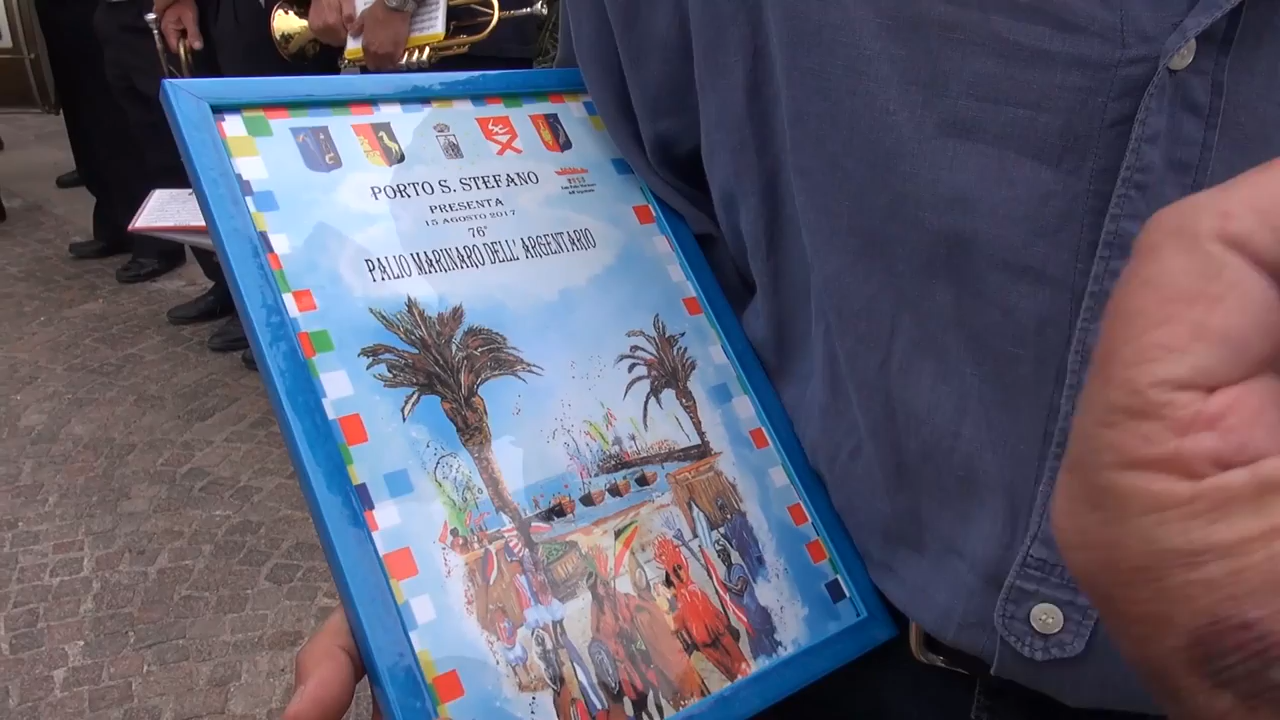 PORTO S. STEFANO
PRESENTA
15 AGOSTO 2017
76°
PALIO MARINARO DELL' ARGENTARIO